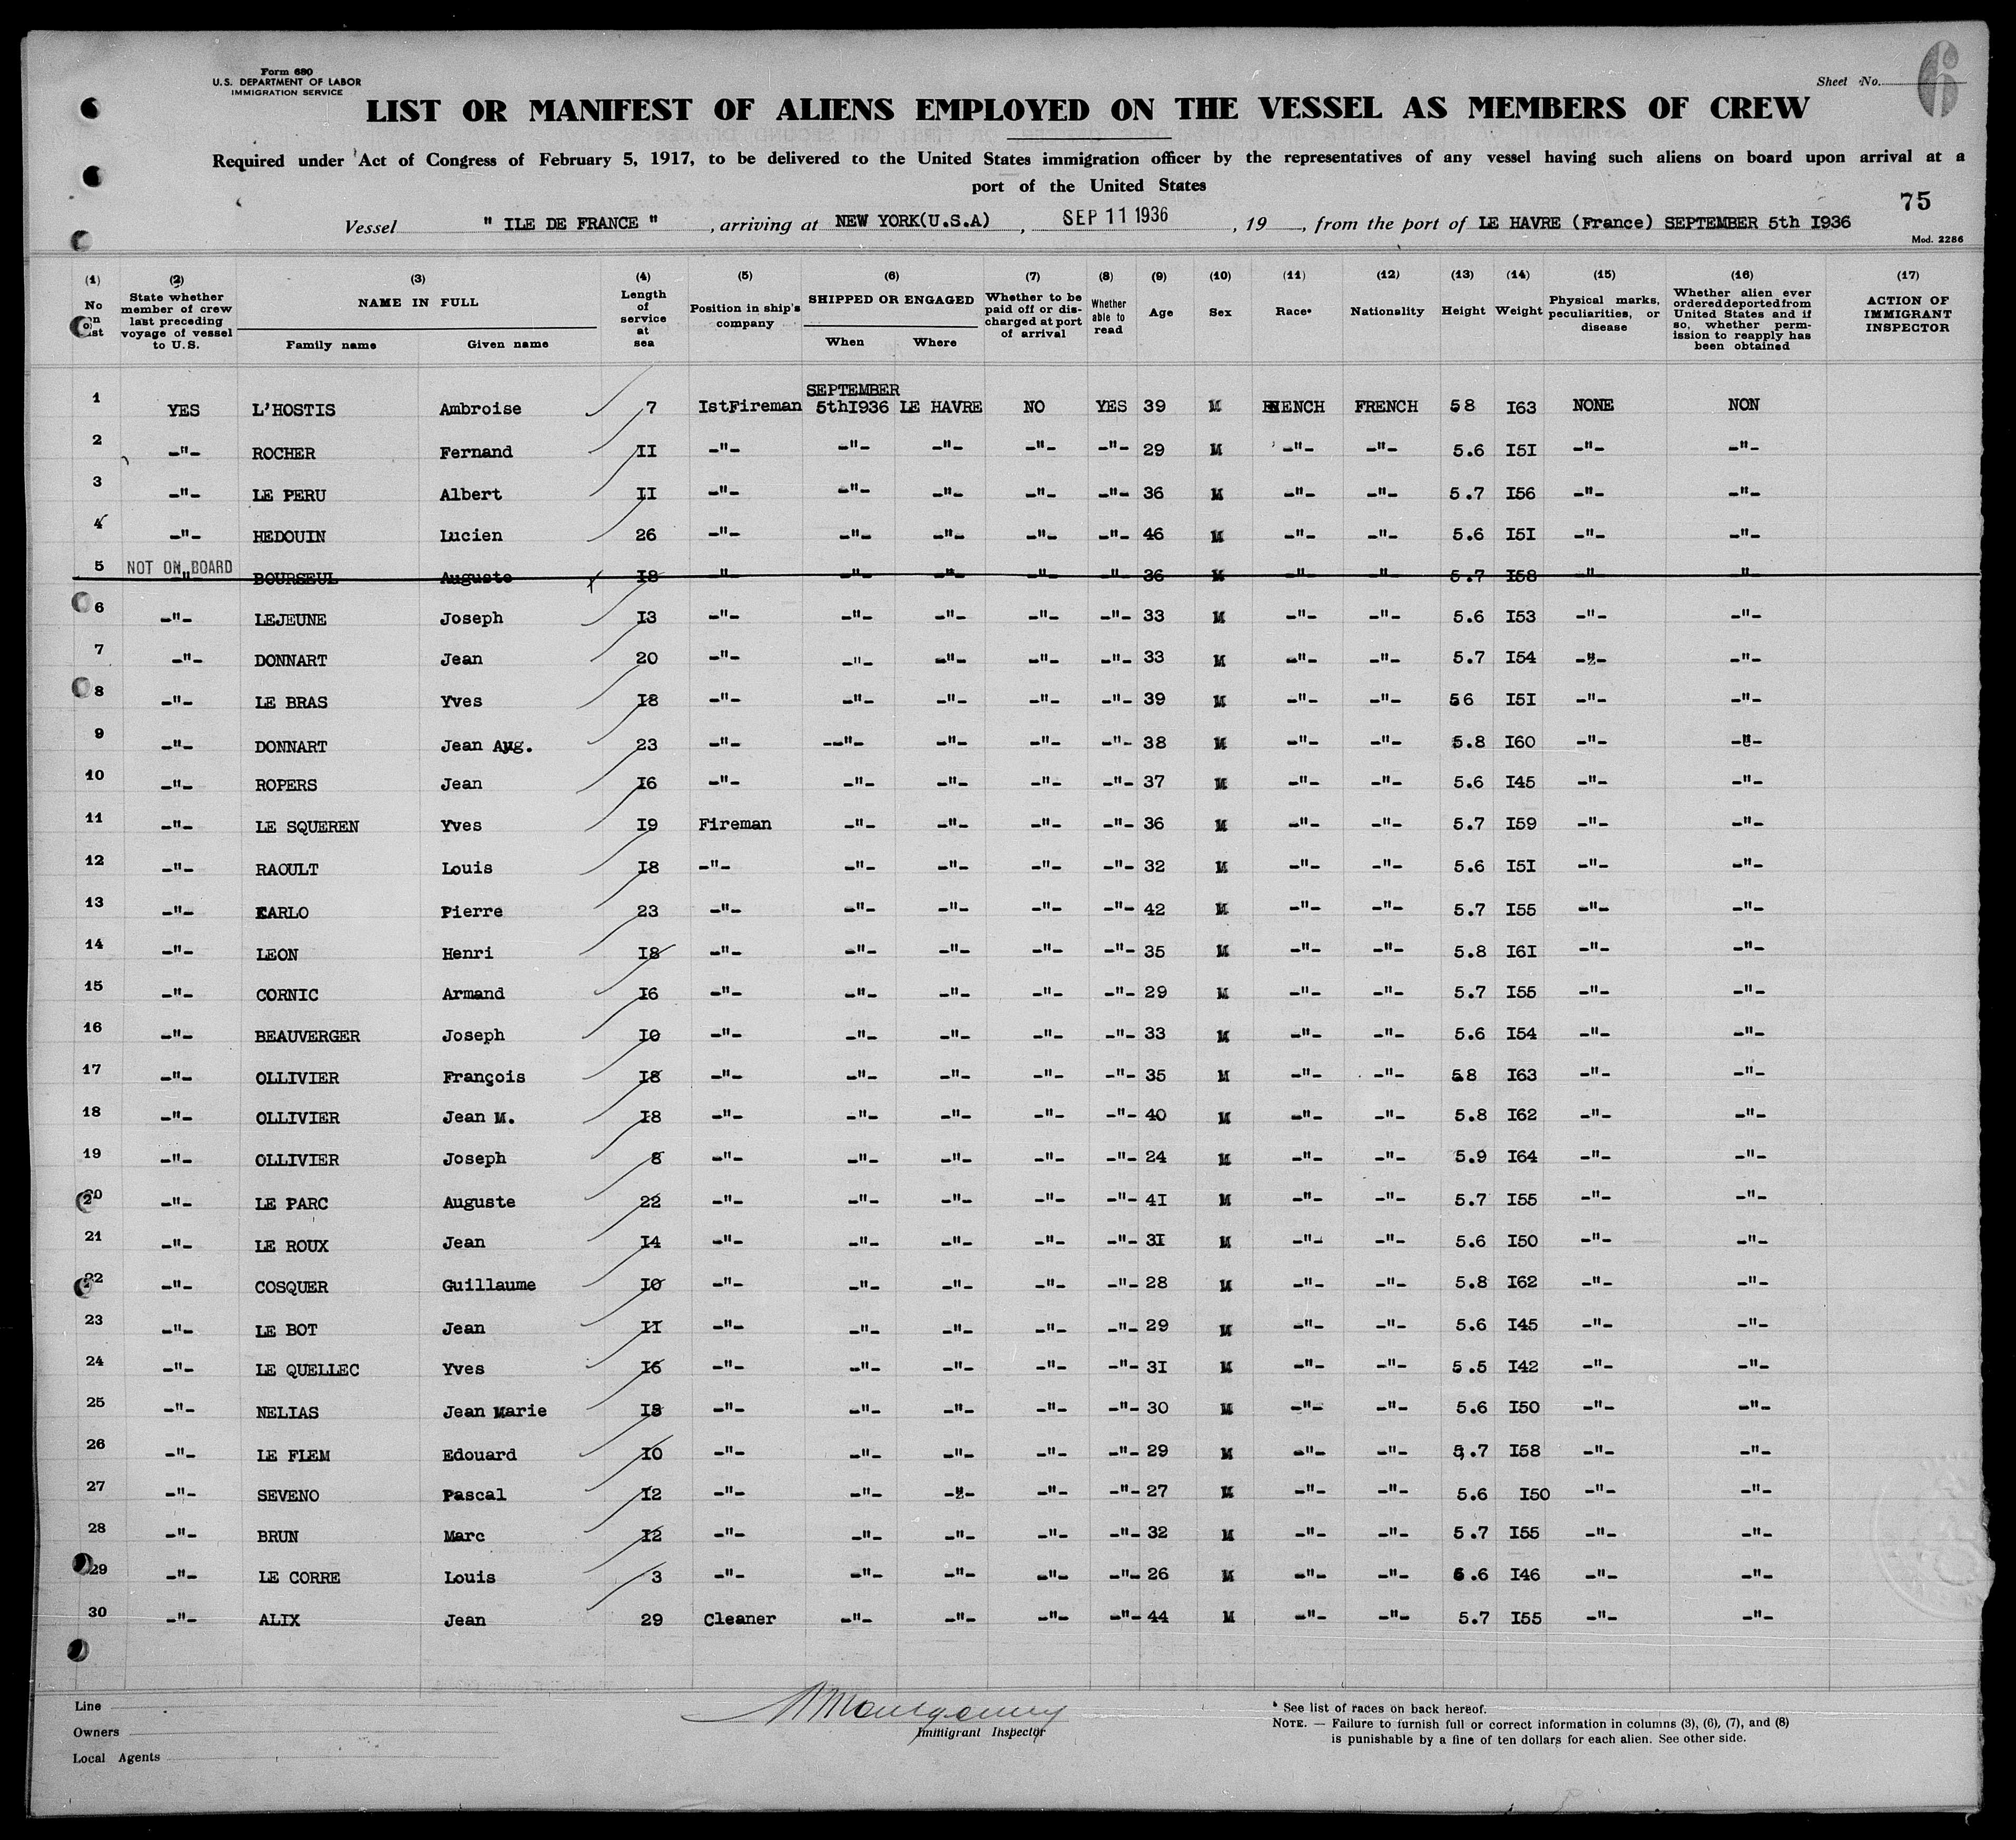 Form 680
U.S. DEPARTMENT OF LABOR
IMMIGRATION SERVICE
Sheet No. 6
LIST OR MANIFEST OF ALIENS EMPLOYED ON THE VESSEL AS MEMBERS OF CREW
Required under Act of Congress of February 5, 1917, to be delivered to the United States immigration officer by the representatives of any vessel having such aliens on board upon arrival at a
port of the United States
75
Vessel " ILE DE FRANCE " , arriving at NEW YORK(U.S.A) , SEP 11 1936 , 19 , from the port of LE HAVRE (France) SEPTEMBER 5th I936
Mod. 2286
(1) (2) (3) (4) (5) (6) (7) (8) (9) (10) (11) (12) (13) (14) (15) (16) (17)
No on list
State whether member of crew last preceding voyage of vessel to U.S.
NAME IN FULL
Family name Given name
Length of service at sea
Position in ship's company
SHIPPED OR ENGAGED
When Where
Whether to be paid off or discharged at port of arrival
Whether able to read
Age Sex Race* Nationality Height Weight
Physical marks, peculiarities, or disease
Whether alien ever ordered deported from United States and if so, whether permission to reapply has been obtained
ACTION OF IMMIGRANT INSPECTOR
SEPTEMBER
1 YES L'HOSTIS Ambroise 7 IstFireman 5thI936 LE HAVRE NO YES 39 M FRENCH FRENCH 58 I63 NONE NON
2 -"- ROCHER Fernand II -"- -"- -"- -"- -"- 29 M -"- -"- 5.6 I5I -"- -"-
3 -"- LE PERU Albert II -"- -"- -"- -"- -"- 36 M -"- -"- 5.7 I56 -"- -"-
4 -"- HEDOUIN Lucien 26 -"- -"- -"- -"- -"- 46 M -"- -"- 5.6 I5I -"- -"-
5 NOT ON BOARD -"- BOURSEUL Auguste I8 -"- -"- -"- -"- -"- 36 M -"- -"- 5.7 I58 -"- -"-
6 -"- LEJEUNE Joseph I3 -"- -"- -"- -"- -"- 33 M -"- -"- 5.6 I53 -"- -"-
7 -"- DONNART Jean 20 -"- -"- -"- -"- -"- 33 M -"- -"- 5.7 I54 -"- -"-
8 -"- LE BRAS Yves I8 -"- -"- -"- -"- -"- 39 M -"- -"- 56 I5I -"- -"-
9 -"- DONNART Jean Aug. 23 -"- --"- -"- -"- -"- 38 M -"- -"- 5.8 I60 -"- -"-
10 -"- ROPERS Jean I6 -"- -"- -"- -"- -"- 37 M -"- -"- 5.6 I45 -"- -"-
11 -"- LE SQUEREN Yves I9 Fireman -"- -"- -"- -"- 36 M -"- -"- 5.7 I59 -"- -"-
12 -"- RAOULT Louis I8 -"- -"- -"- -"- -"- 32 M -"- -"- 5.6 I5I -"- -"-
13 -"- CARLO Pierre 23 -"- -"- -"- -"- -"- 42 M -"- -"- 5.7 I55 -"- -"-
14 -"- LEON Henri I8 -"- -"- -"- -"- -"- 35 M -"- -"- 5.8 I6I -"- -"-
15 -"- CORNIC Armand I6 -"- -"- -"- -"- -"- 29 M -"- -"- 5.7 I55 -"- -"-
16 -"- BEAUVERGER Joseph I0 -"- -"- -"- -"- -"- 33 M -"- -"- 5.6 I54 -"- -"-
17 -"- OLLIVIER François I8 -"- -"- -"- -"- -"- 35 M -"- -"- 58 I63 -"- -"-
18 -"- OLLIVIER Jean M. I8 -"- -"- -"- -"- -"- 40 M -"- -"- 5.8 I62 -"- -"-
19 -"- OLLIVIER Joseph 8 -"- -"- -"- -"- -"- 24 M -"- -"- 5.9 I64 -"- -"-
20 -"- LE PARC Auguste 22 -"- -"- -"- -"- -"- 4I M -"- -"- 5.7 I55 -"- -"-
21 -"- LE ROUX Jean I4 -"- -"- -"- -"- -"- 3I M -"- -"- 5.6 I50 -"- -"-
22 -"- COSQUER Guillaume I0 -"- -"- -"- -"- -"- 28 M -"- -"- 5.8 I62 -"- -"-
23 -"- LE BOT Jean II -"- -"- -"- -"- -"- 29 M -"- -"- 5.6 I45 -"- -"-
24 -"- LE QUELLEC Yves I6 -"- -"- -"- -"- -"- 3I M -"- -"- 5.5 I42 -"- -"-
25 -"- NELIAS Jean Marie I8 -"- -"- -"- -"- -"- 30 M -"- -"- 5.6 I50 -"- -"-
26 -"- LE FLEM Edouard I0 -"- -"- -"- -"- -"- 29 M -"- -"- 5.7 I58 -"- -"-
27 -"- SEVENO Pascal I2 -"- -"- -"- -"- -"- 27 M -"- -"- 5.6 I50 -"- -"-
28 -"- BRUN Marc I2 -"- -"- -"- -"- -"- 32 M -"- -"- 5.7 I55 -"- -"-
29 -"- LE CORRE Louis 3 -"- -"- -"- -"- -"- 26 M -"- -"- 5.6 I46 -"- -"-
30 -"- ALIX Jean 29 Cleaner -"- -"- -"- -"- 44 M -"- -"- 5.7 I55 -"- -"-
Line
Owners
Local Agents
Montgomery
Immigrant Inspector
* See list of races on back hereof.
NOTE. — Failure to furnish full or correct information in columns (3), (6), (7), and (8)
is punishable by a fine of ten dollars for each alien. See other side.